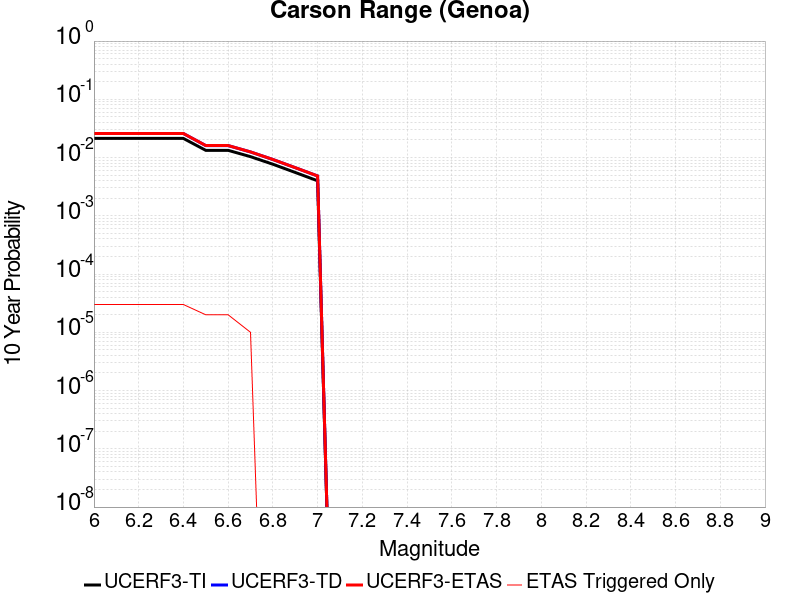 Carson Range (Genoa)
10 Year Probability
10^0
10^-1
10^-2
10^-3
10^-4
10^-5
10^-6
10^-7
10^-8
6 6.2 6.4 6.6 6.8 7 7.2 7.4 7.6 7.8 8 8.2 8.4 8.6 8.8 9
Magnitude
UCERF3-TI UCERF3-TD UCERF3-ETAS ETAS Triggered Only